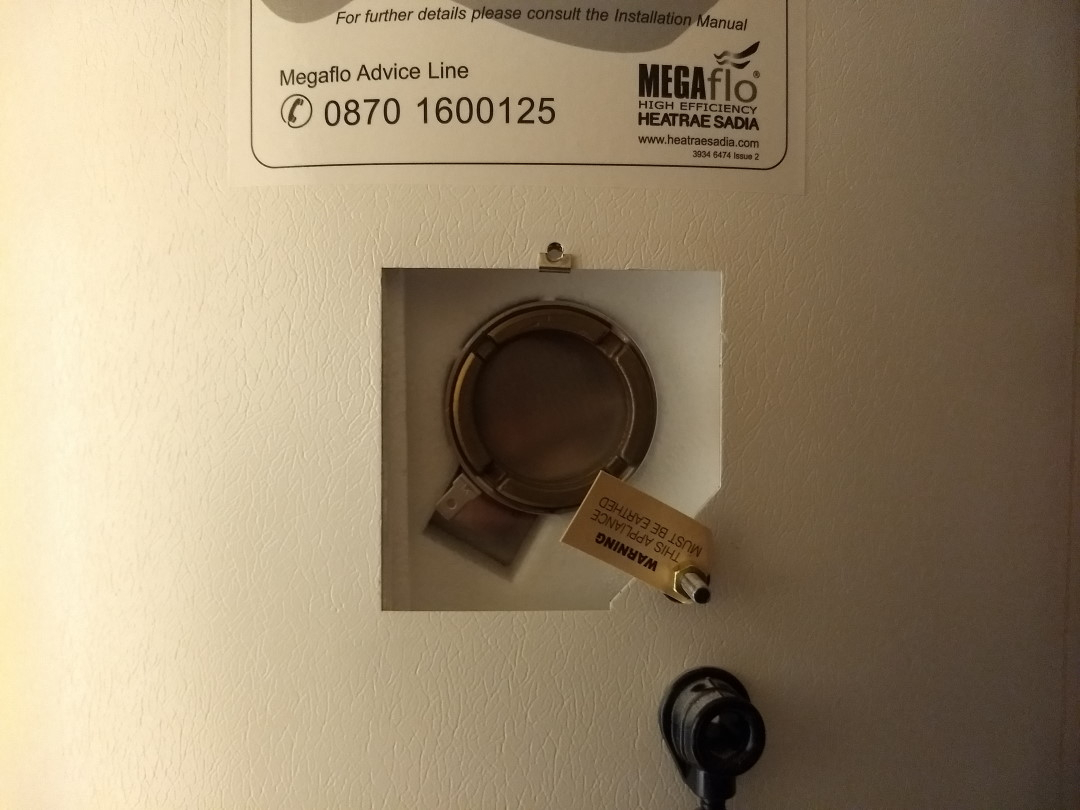 For further details please consult the Installation Manual
Megaflo Advice Line
0870 1600125
MEGAflo®
HIGH EFFICIENCY
HEATRAE SADIA
www.heatraesadia.com
3934 6474 Issue 2
WARNING
THIS APPLIANCE
MUST BE EARTHED